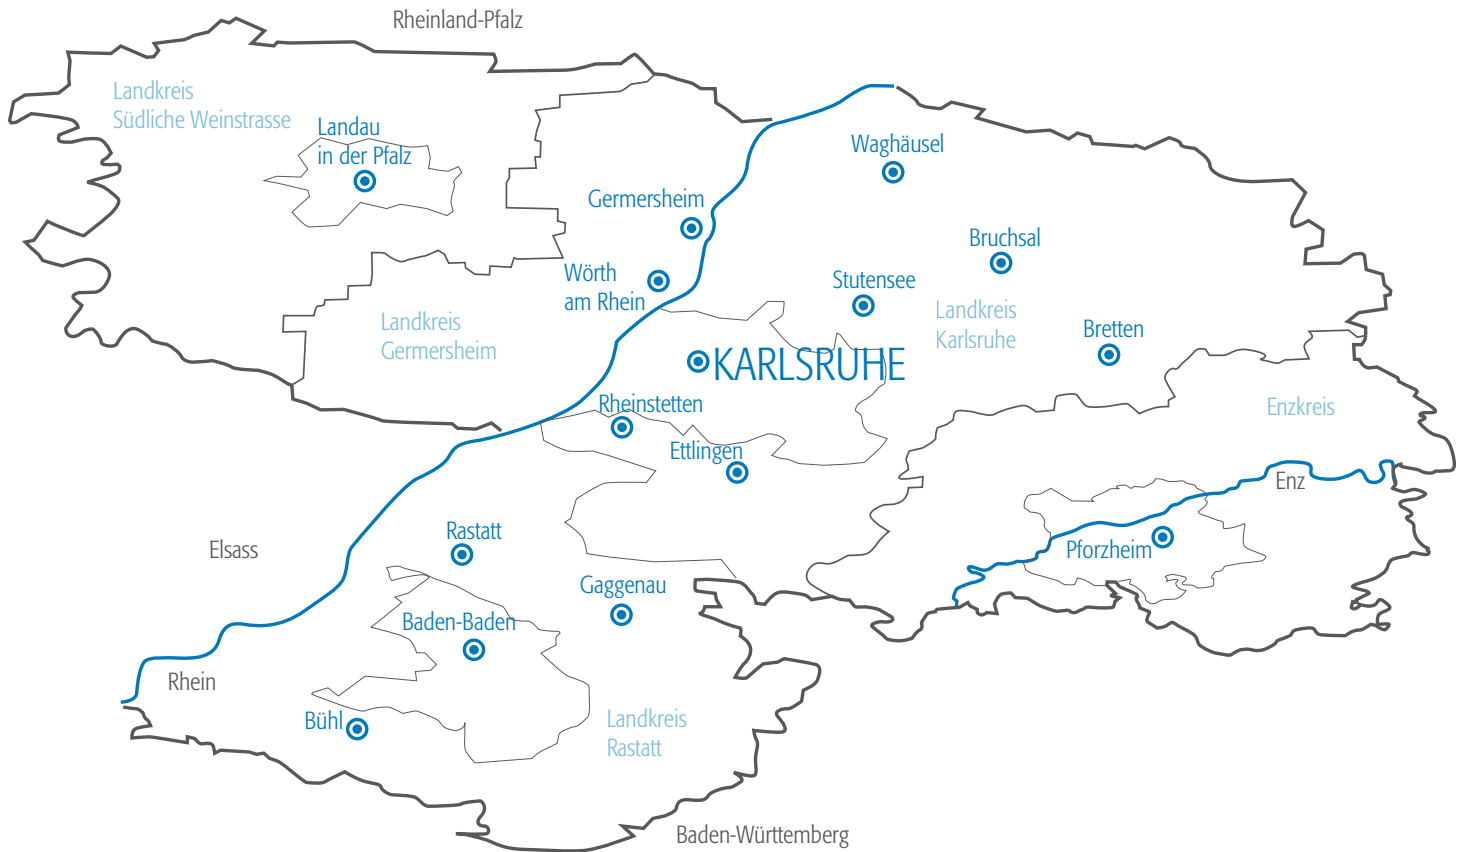 Rheinland-Pfalz
Landkreis
Südliche Weinstrasse
Landau
in der Pfalz
Waghäusel
Germersheim
Bruchsal
Wörth
am Rhein
Stutensee
Landkreis
Karlsruhe
Landkreis
Germersheim
Bretten
KARLSRUHE
Rheinstetten
Enzkreis
Ettlingen
Enz
Rastatt
Elsass
Pforzheim
Gaggenau
Baden-Baden
Rhein
Bühl
Landkreis
Rastatt
Baden-Württemberg